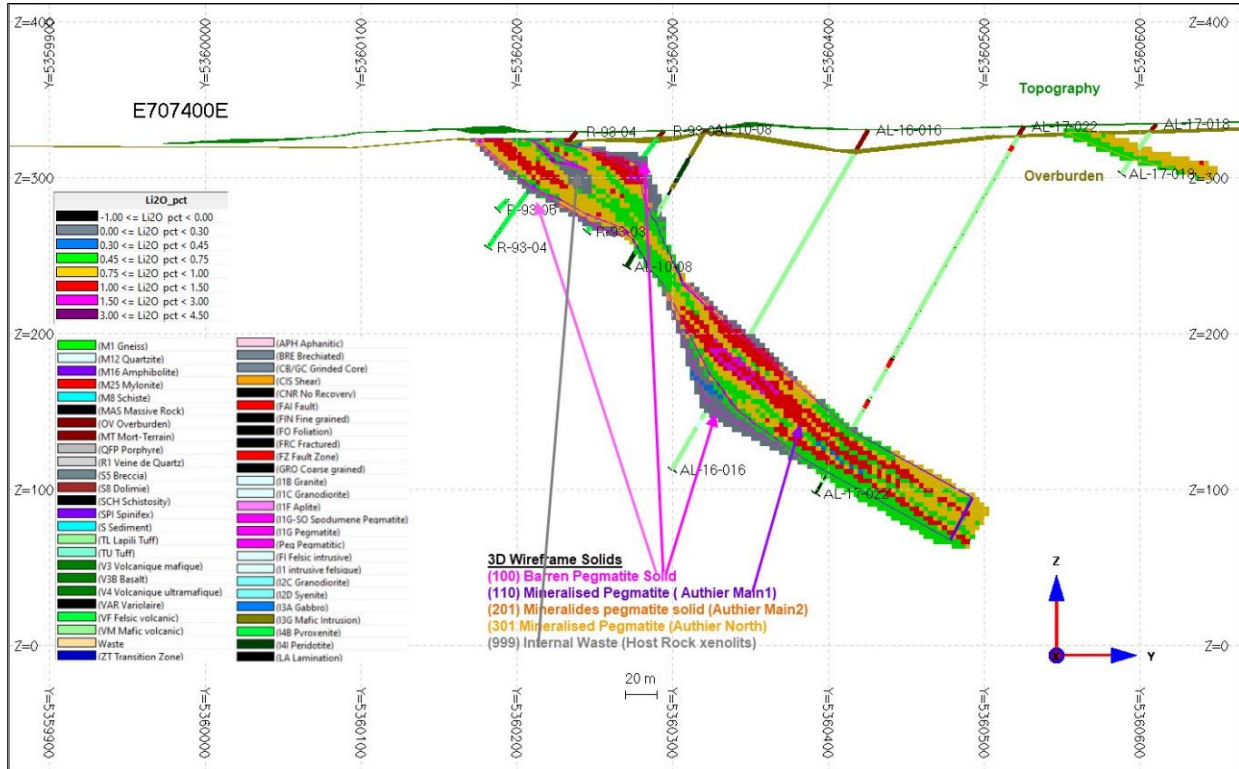 Z=400
Y=5359900
Y=5360000
Y=5360100
Y=5360200
Y=5360300
Y=5360400
Y=5360500
Y=5360600
Z=400
E707400E
Topography
R-93-04
AL-10-08
AL-16-016
AL-17-022
AL-17-018
Z=300
Overburden
AL-17-018
Z=300
Li2O_pct
-1.00 <= Li2O pct < 0.00
0.00 <= Li2O pct < 0.30
0.30 <= Li2O pct < 0.45
0.45 <= Li2O pct < 0.75
0.75 <= Li2O pct < 1.00
1.00 <= Li2O pct < 1.50
1.50 <= Li2O pct < 3.00
3.00 <= Li2O pct < 4.50
R-93-04
R-93-03
AL-10-08
Z=200
Z=200
(M1 Gneiss)
(M12 Quartzite)
(M16 Amphibolite)
(M25 Mylonite)
(M8 Schiste)
(MAS Massive Rock)
(OV Overburden)
(MT Mort-Terrain)
(QFP Porphyre)
(R1 Veine de Quartz)
(S5 Breccia)
(S8 Dolimie)
(SCH Schistosity)
(SPI Spinifex)
(S Sediment)
(TL Lapili Tuff)
(TU Tuff)
(V3 Volcanique mafique)
(V3B Basalt)
(V4 Volcanique ultramafique)
(VAR Variolaire)
(VF Felsic volcanic)
(VM Mafic volcanic)
Waste
(ZT Transition Zone)
(APH Aphanitic)
(BRE Brechiated)
(CB/GC Grinded Core)
(CIS Shear)
(CNR No Recovery)
(FAI Fault)
(FIN Fine grained)
(FO Foliation)
(FRC Fractured)
(FZ Fault Zone)
(GRO Coarse grained)
(I1B Granite)
(I1C Granodiorite)
(I1F Aplite)
(I1G-SO Spodumene Pegmatite)
(I1G Pegmatite)
(Peg Pegmatitic)
(FI Felsic intrusive)
(I1 intrusive felsique)
(I2C Granodiorite)
(I2D Syenite)
(I3A Gabbro)
(I3G Mafic Intrusion)
(I4B Pyroxenite)
(I4I Peridotite)
(LA Lamination)
AL-16-016
AL-17-022
Z=100
Z=100
3D Wireframe Solids
(100) Barren Pegmatite Solid
(110) Mineralised Pegmatite ( Authier Main1)
(201) Mineralides pegmatite solid (Authier Main2)
(301 Mineralised Pegmatite (Authier North)
(999) Internal Waste (Host Rock xenolits)
Z
Y
Z=0
Z=0
20 m
Y=5359900
Y=5360000
Y=5360100
Y=5360200
Y=5360300
Y=5360400
Y=5360500
Y=5360600